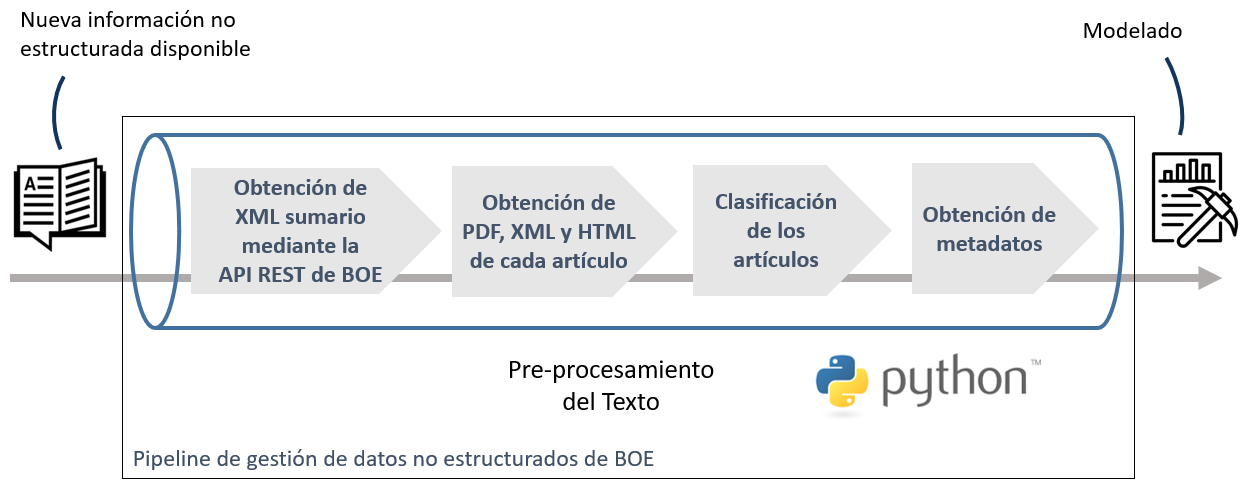 Nueva información no
estructurada disponible
Modelado
A
Obtención de
XML sumario
mediante la
API REST de BOE
Obtención de
PDF, XML y HTML
de cada artículo
Clasificación
de los
artículos
Obtención de
metadatos
Pre-procesamiento
del Texto
python™
Pipeline de gestión de datos no estructurados de BOE